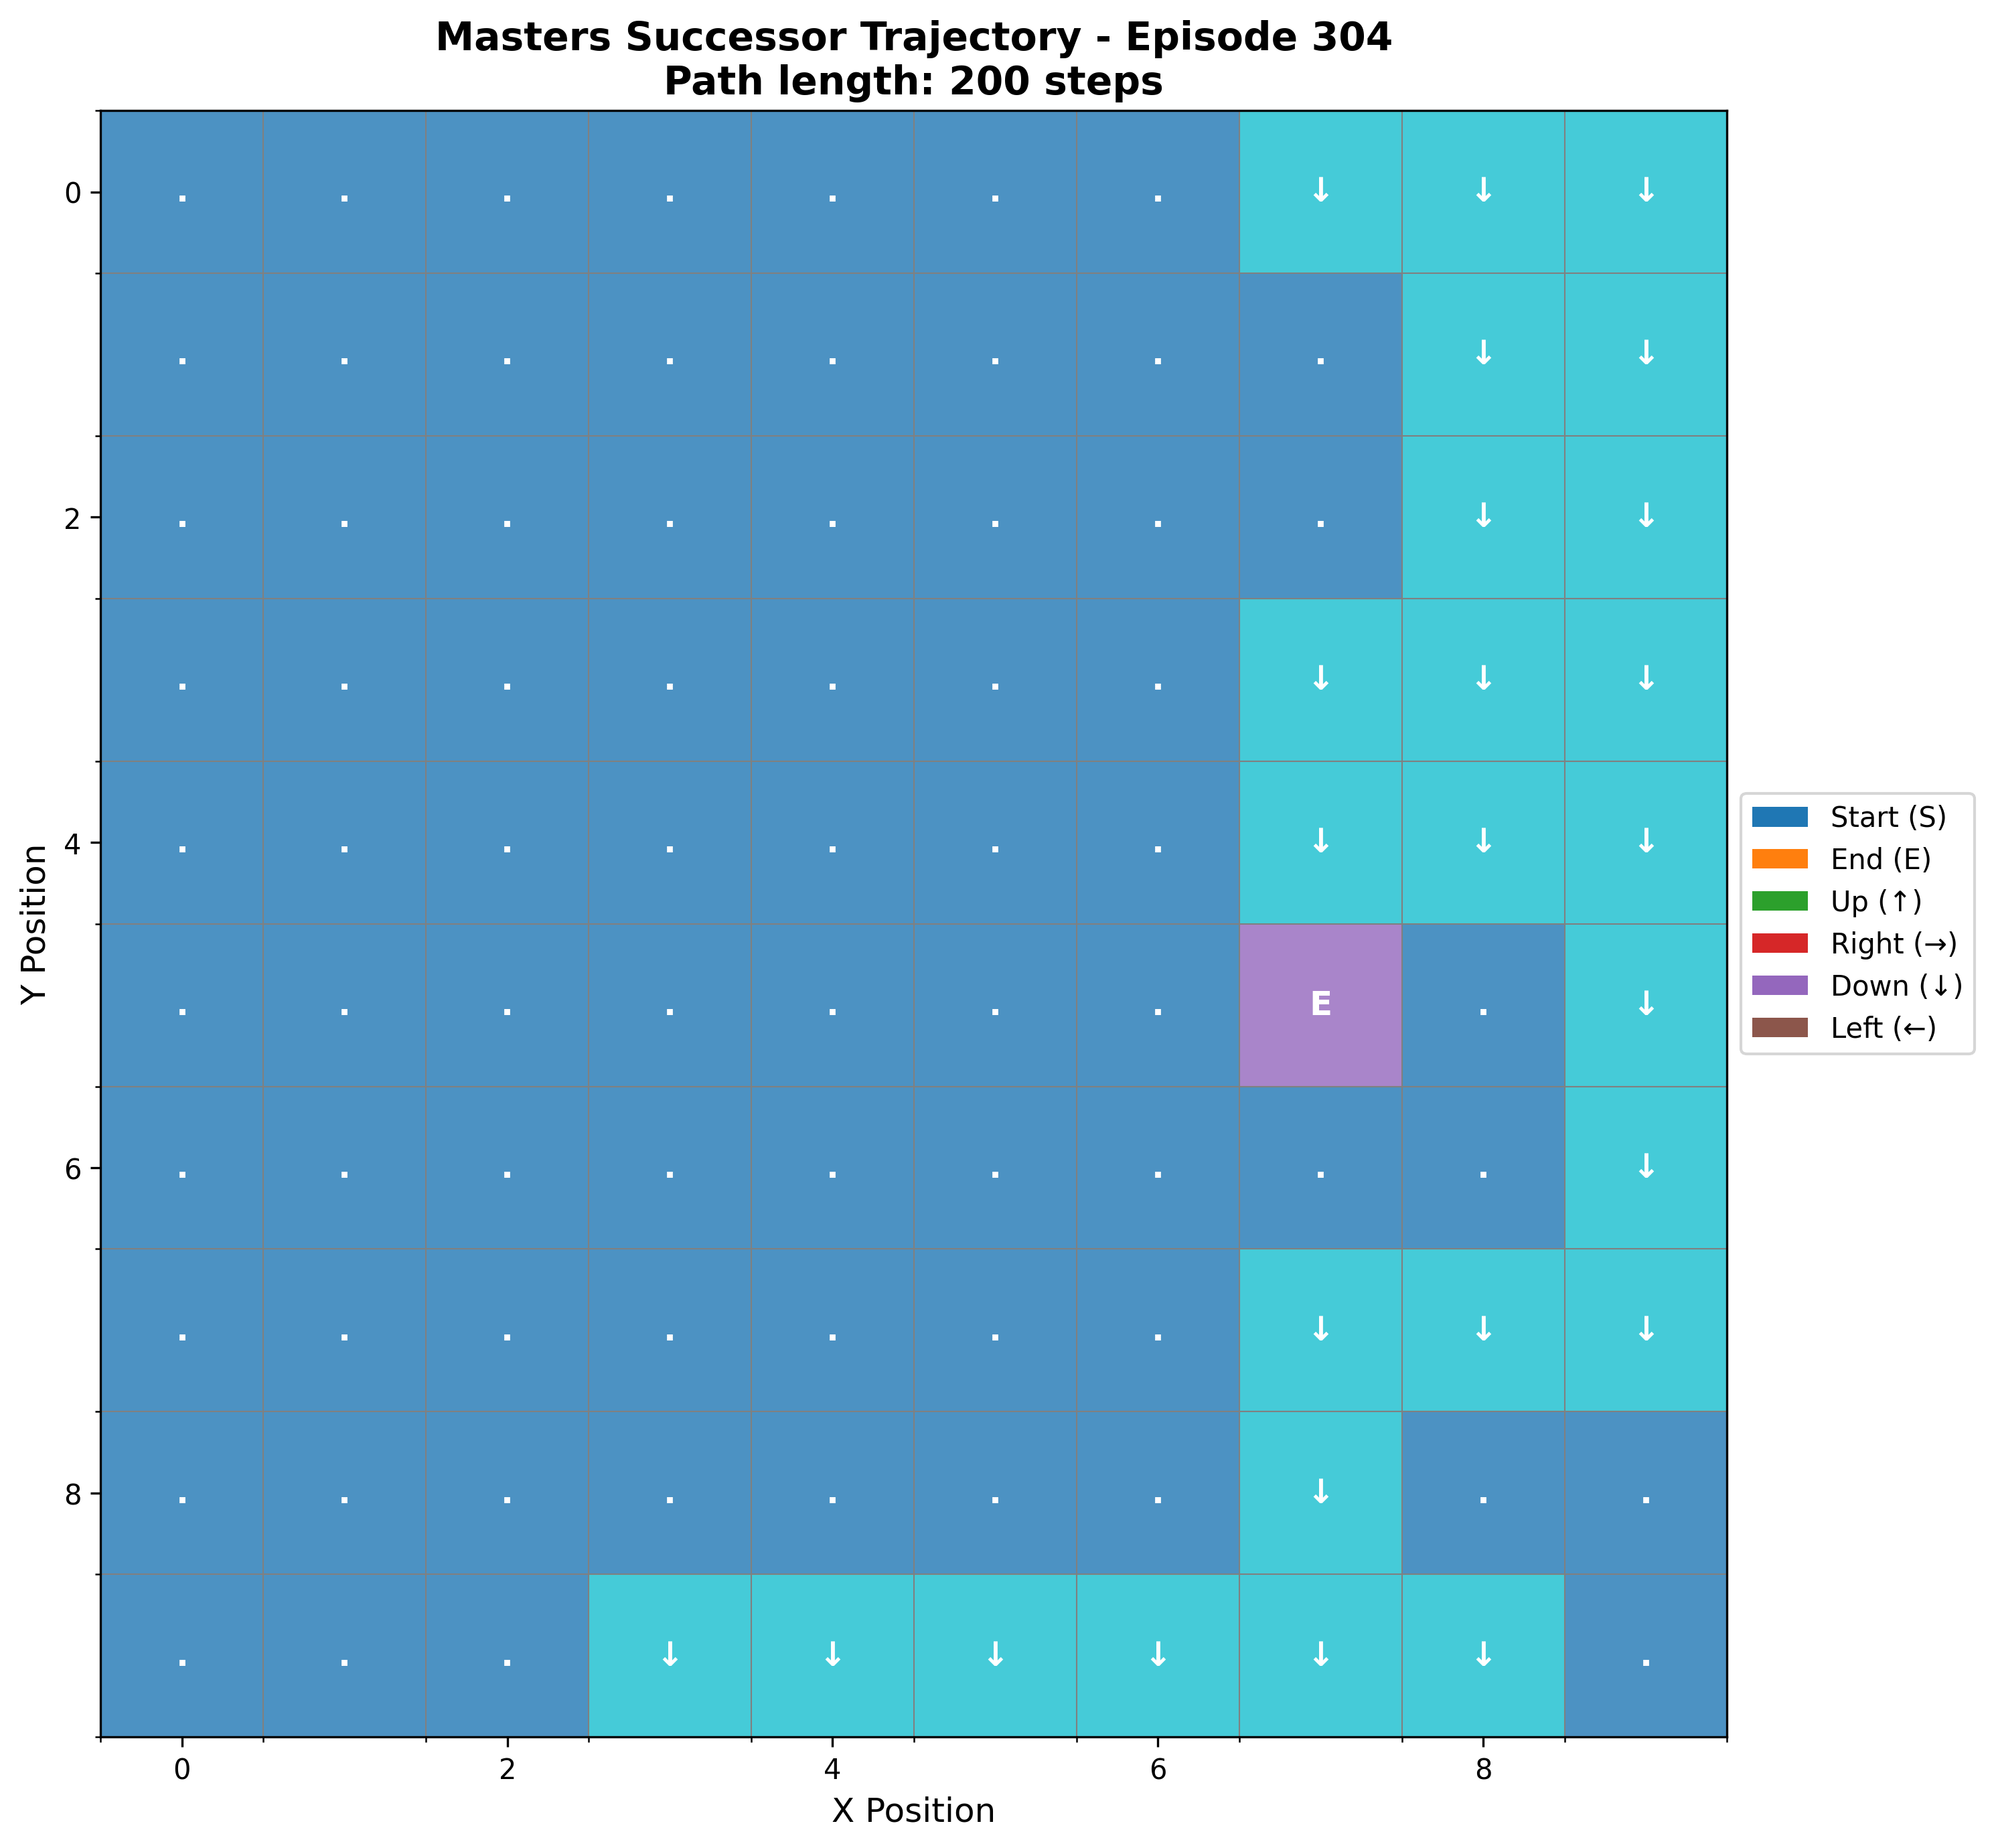 Masters Successor Trajectory - Episode 304
Path length: 200 steps
0 . . . . . . . ↓ ↓ ↓
. . . . . . . . ↓ ↓
2 . . . . . . . . ↓ ↓
. . . . . . . ↓ ↓ ↓
4 . . . . . . . ↓ ↓ ↓
. . . . . . . E . ↓
6 . . . . . . . . . ↓
. . . . . . . ↓ ↓ ↓
8 . . . . . . . ↓ . .
. . . ↓ ↓ ↓ ↓ ↓ ↓ .
0 2 4 6 8
X Position
Y Position
Start (S)
End (E)
Up (↑)
Right (→)
Down (↓)
Left (←)